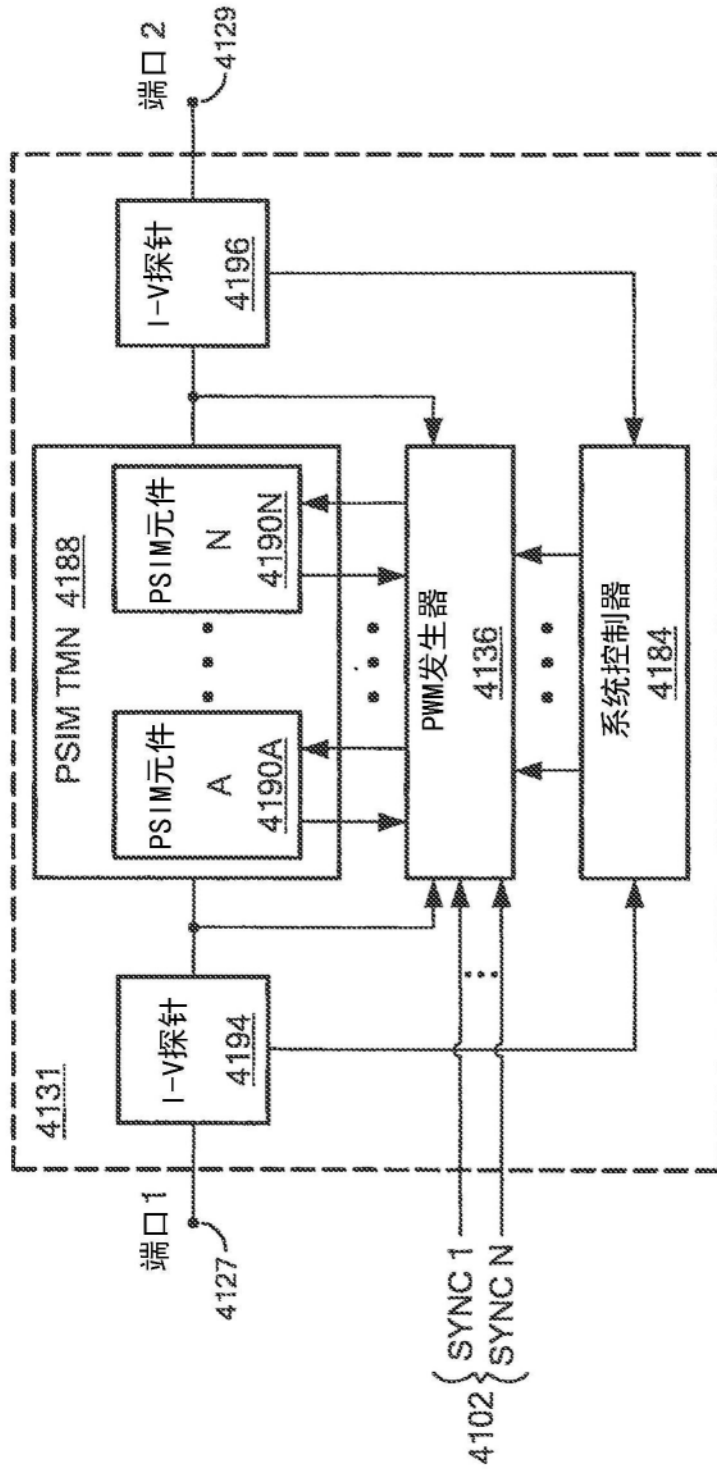 4131
端口 1
4127
I-V探针
4194
PSIM TMN 4188
PSIM元件
A
4190A
PSIM元件
N
4190N
I-V探针
4196
端口 2
4129
PWM发生器
4136
系统控制器
4184
4102
SYNC 1
SYNC N